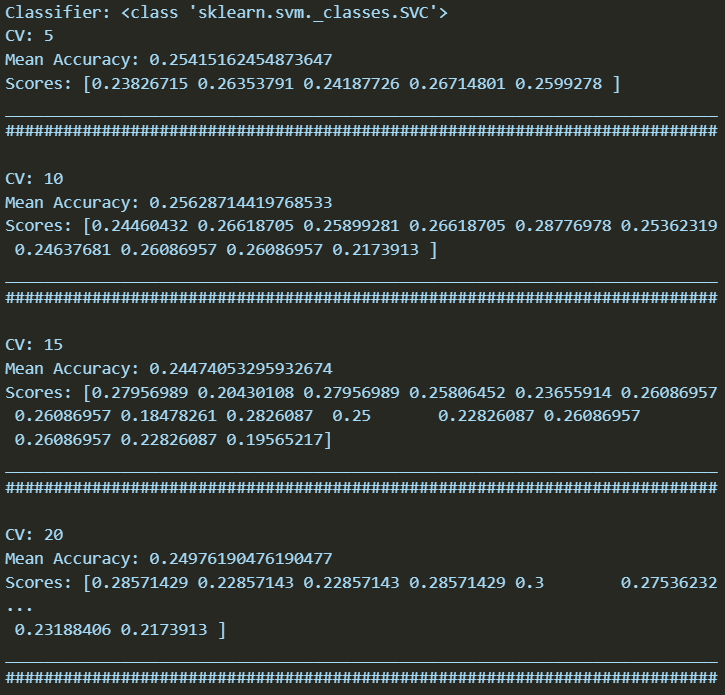 Classifier: <class 'sklearn.svm._classes.SVC'>
CV: 5
Mean Accuracy: 0.25415162454873647
Scores: [0.23826715 0.26353791 0.24187726 0.26714801 0.2599278 ]
__________________________________________________________________________
##########################################################################
CV: 10
Mean Accuracy: 0.25628714419768533
Scores: [0.24460432 0.26618705 0.25899281 0.26618705 0.28776978 0.25362319
 0.24637681 0.26086957 0.26086957 0.2173913 ]
__________________________________________________________________________
##########################################################################
CV: 15
Mean Accuracy: 0.24474053295932674
Scores: [0.27956989 0.20430108 0.27956989 0.25806452 0.23655914 0.26086957
 0.26086957 0.18478261 0.2826087  0.25       0.22826087 0.26086957
 0.26086957 0.22826087 0.19565217]
__________________________________________________________________________
##########################################################################
CV: 20
Mean Accuracy: 0.24976190476190477
Scores: [0.28571429 0.22857143 0.22857143 0.28571429 0.3        0.27536232
...
 0.23188406 0.2173913 ]
__________________________________________________________________________
##########################################################################